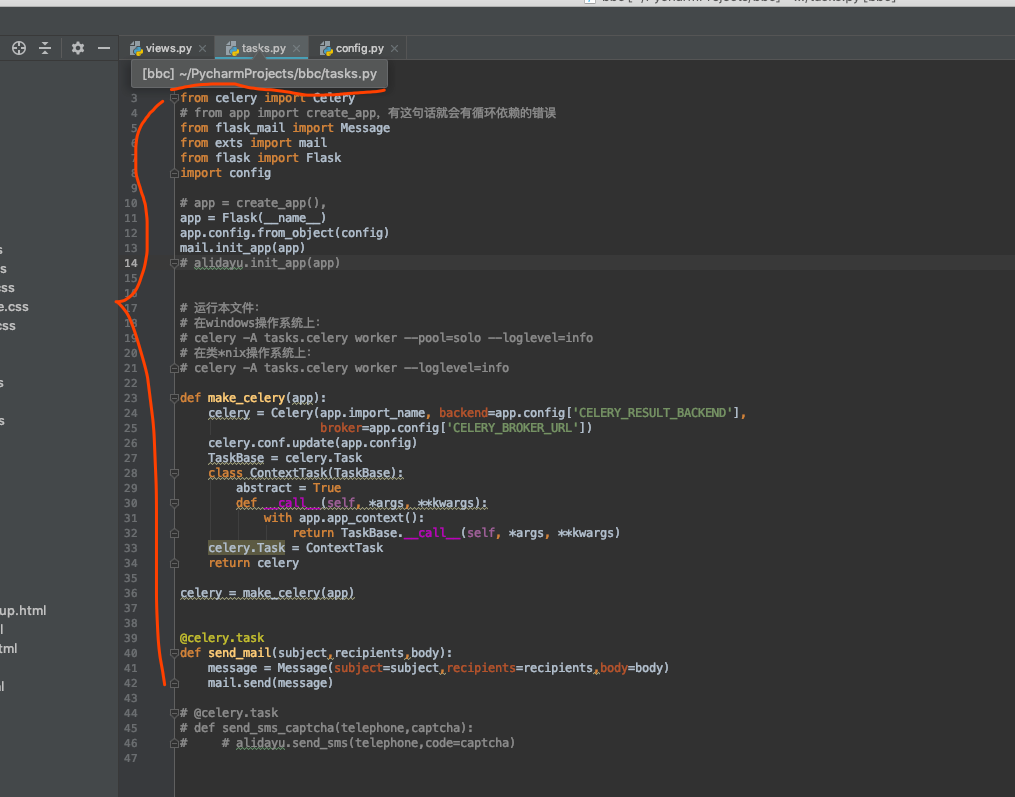 views.py
tasks.py
config.py
[bbc] ~/PycharmProjects/bbc/tasks.py
3 from celery import Celery
4 # from app import create_app，有这句话就会有循环依赖的错误
5 from flask_mail import Message
6 from exts import mail
7 from flask import Flask
8 import config
9
10 # app = create_app(),
11 app = Flask(__name__)
12 app.config.from_object(config)
13 mail.init_app(app)
14 # alidayu.init_app(app)
15
16
17 # 运行本文件：
18 # 在windows操作系统上：
19 # celery -A tasks.celery worker --pool=solo --loglevel=info
20 # 在类*nix操作系统上：
21 # celery -A tasks.celery worker --loglevel=info
22
23 def make_celery(app):
24 celery = Celery(app.import_name, backend=app.config['CELERY_RESULT_BACKEND'],
25 broker=app.config['CELERY_BROKER_URL'])
26 celery.conf.update(app.config)
27 TaskBase = celery.Task
28 class ContextTask(TaskBase):
29 abstract = True
30 def __call__(self, *args, **kwargs):
31 with app.app_context():
32 return TaskBase.__call__(self, *args, **kwargs)
33 celery.Task = ContextTask
34 return celery
35
36 celery = make_celery(app)
37
38
39 @celery.task
40 def send_mail(subject,recipients,body):
41 message = Message(subject=subject,recipients=recipients,body=body)
42 mail.send(message)
43
44 # @celery.task
45 # def send_sms_captcha(telephone,captcha):
46 # # alidayu.send_sms(telephone,code=captcha)
47
s
s
css
e.css
css
s
s
up.html
l
tml
l